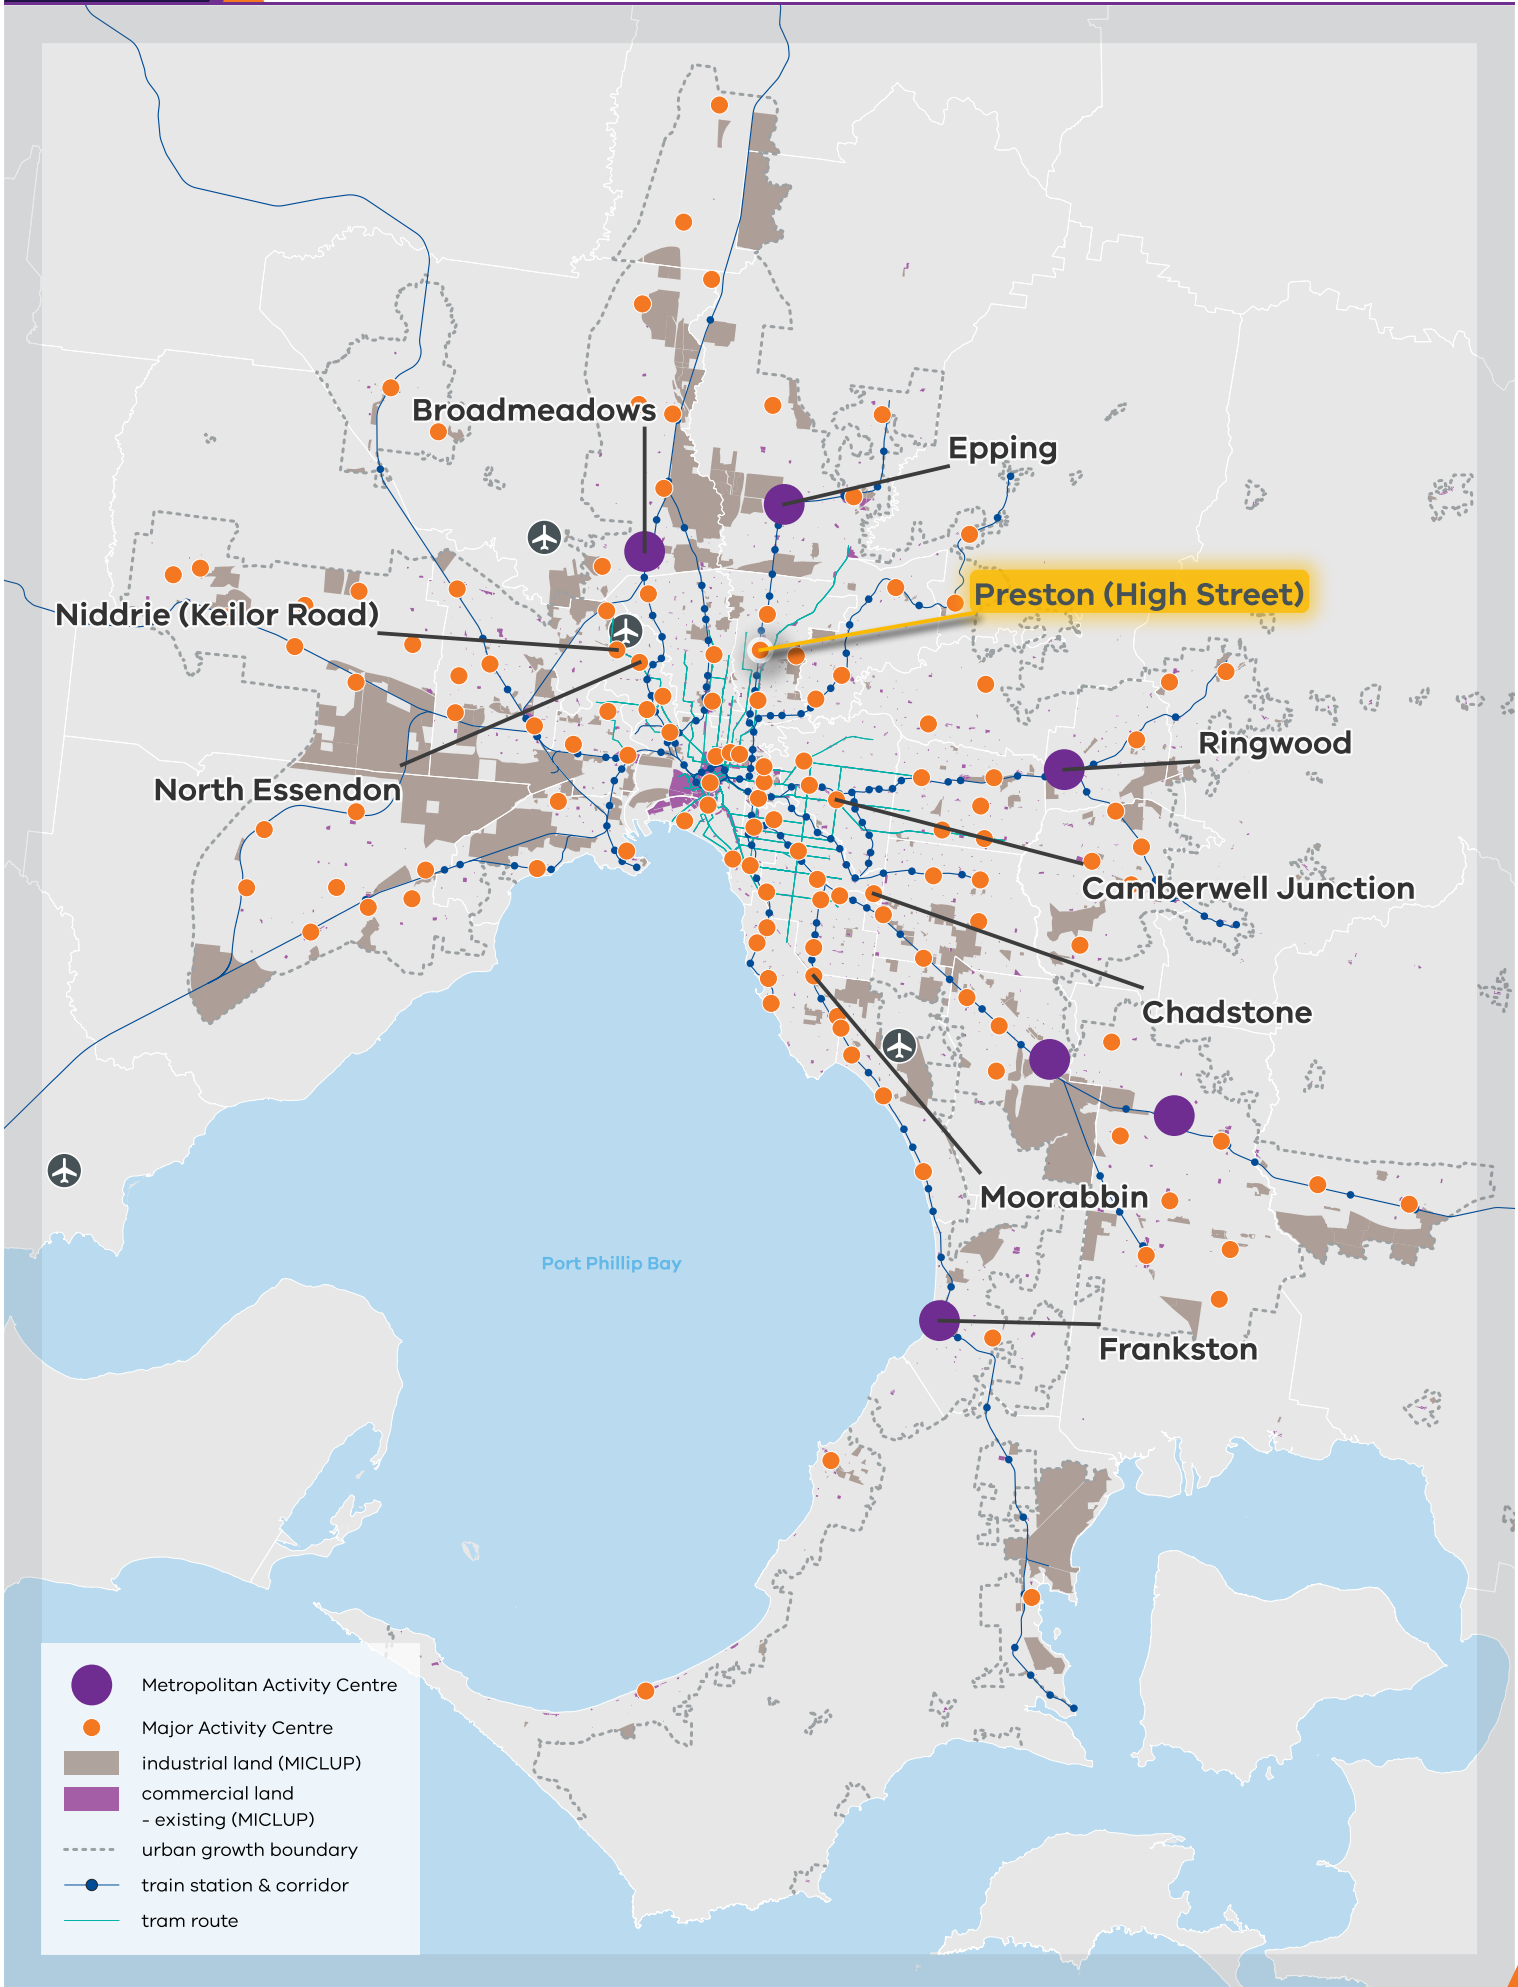 Broadmeadows
Epping
Preston (High Street)
Niddrie (Keilor Road)
Ringwood
North Essendon
Camberwell Junction
Chadstone
Moorabbin
Port Phillip Bay
Frankston
Metropolitan Activity Centre
Major Activity Centre
industrial land (MICLUP)
commercial land
- existing (MICLUP)
urban growth boundary
train station & corridor
tram route